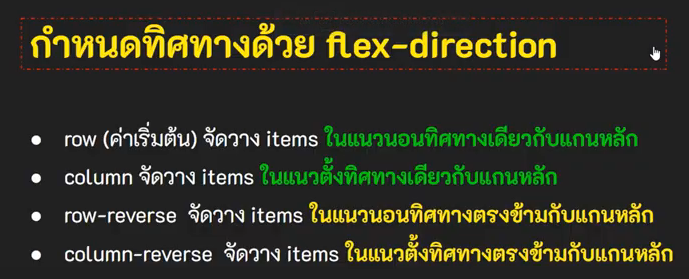 กำหนดทิศทางด้วย flex-direction
● row (ค่าเริ่มต้น) จัดวาง items ในแนวนอนทิศทางเดียวกับแกนหลัก
● column จัดวาง items ในแนวตั้งทิศทางเดียวกับแกนหลัก
● row-reverse จัดวาง items ในแนวนอนทิศทางตรงข้ามกับแกนหลัก
● column-reverse จัดวาง items ในแนวตั้งทิศทางตรงข้ามกับแกนหลัก